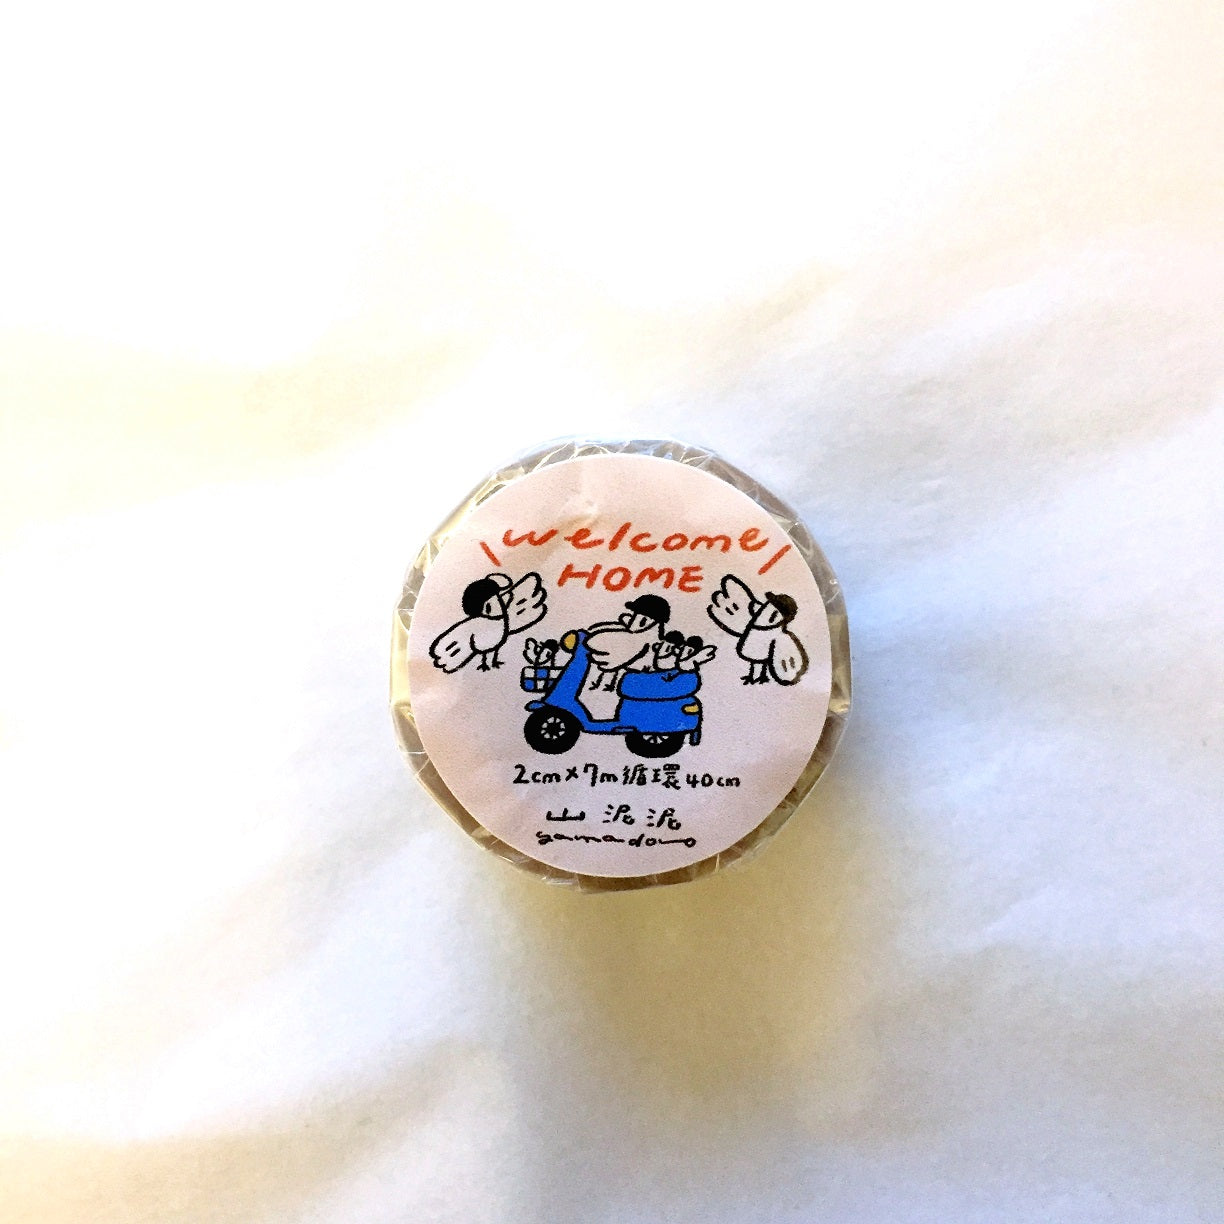 \welcome/
HOME
2cm×7m循環40cm
山泥泥
yamadoro